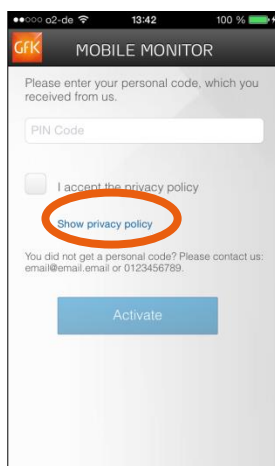 o2-de 13:42 100 %
GfK MOBILE MONITOR
Please enter your personal code, which you
received from us.
PIN Code
I accept the privacy policy
Show privacy policy
You did not get a personal code? Please contact us:
email@email.email or 0123456789.
Activate